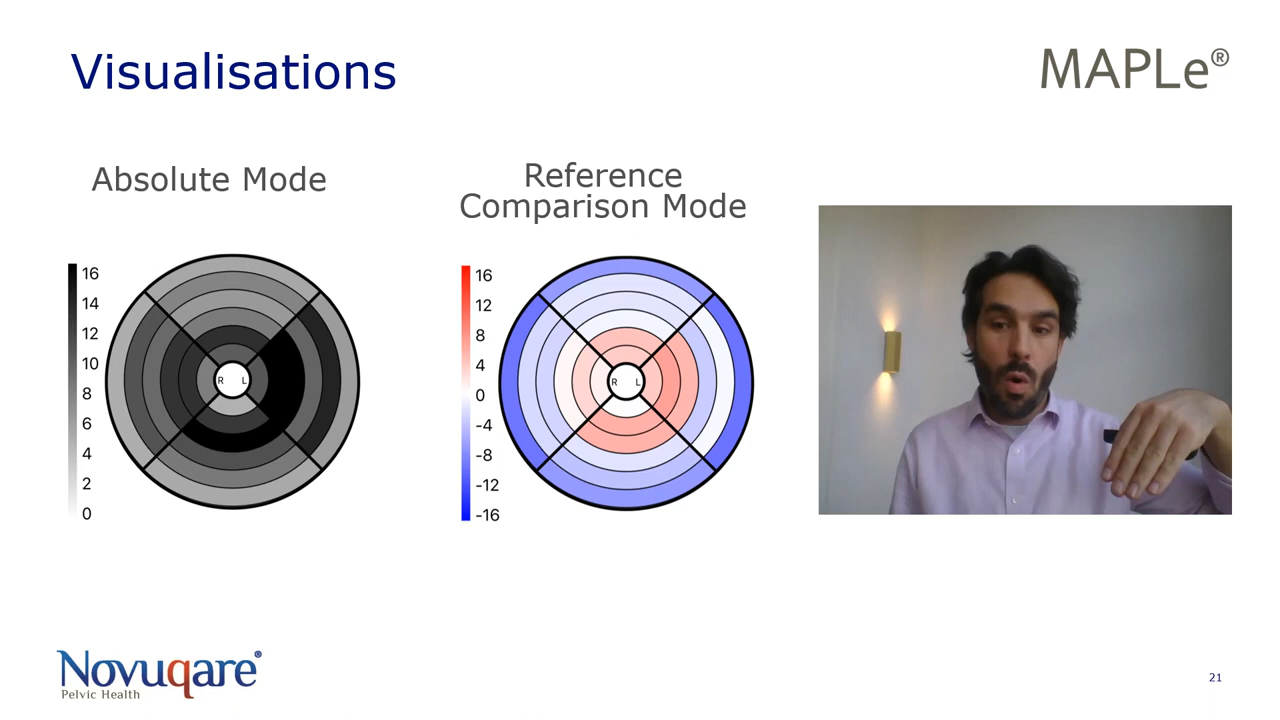 Visualisations
MAPLe®
Absolute Mode
Reference
Comparison Mode
16
14
12
10
8
6
4
2
0
R L
16
12
8
4
0
-4
-8
-12
-16
R L
Novuqare®
Pelvic Health
21